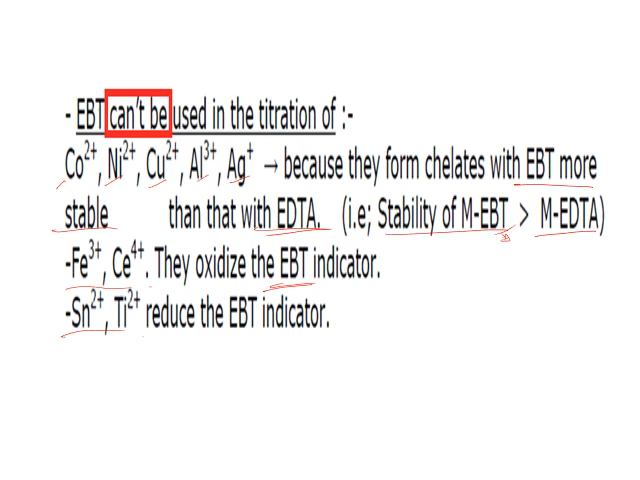 - EBT can't be used in the titration of :-
Co²⁺, Ni²⁺, Cu²⁺, Al³⁺, Ag⁺ → because they form chelates with EBT more
stable than that with EDTA. (i.e; Stability of M-EBT > M-EDTA)
-Fe³⁺, Ce⁴⁺. They oxidize the EBT indicator.
-Sn²⁺, Ti²⁺ reduce the EBT indicator.